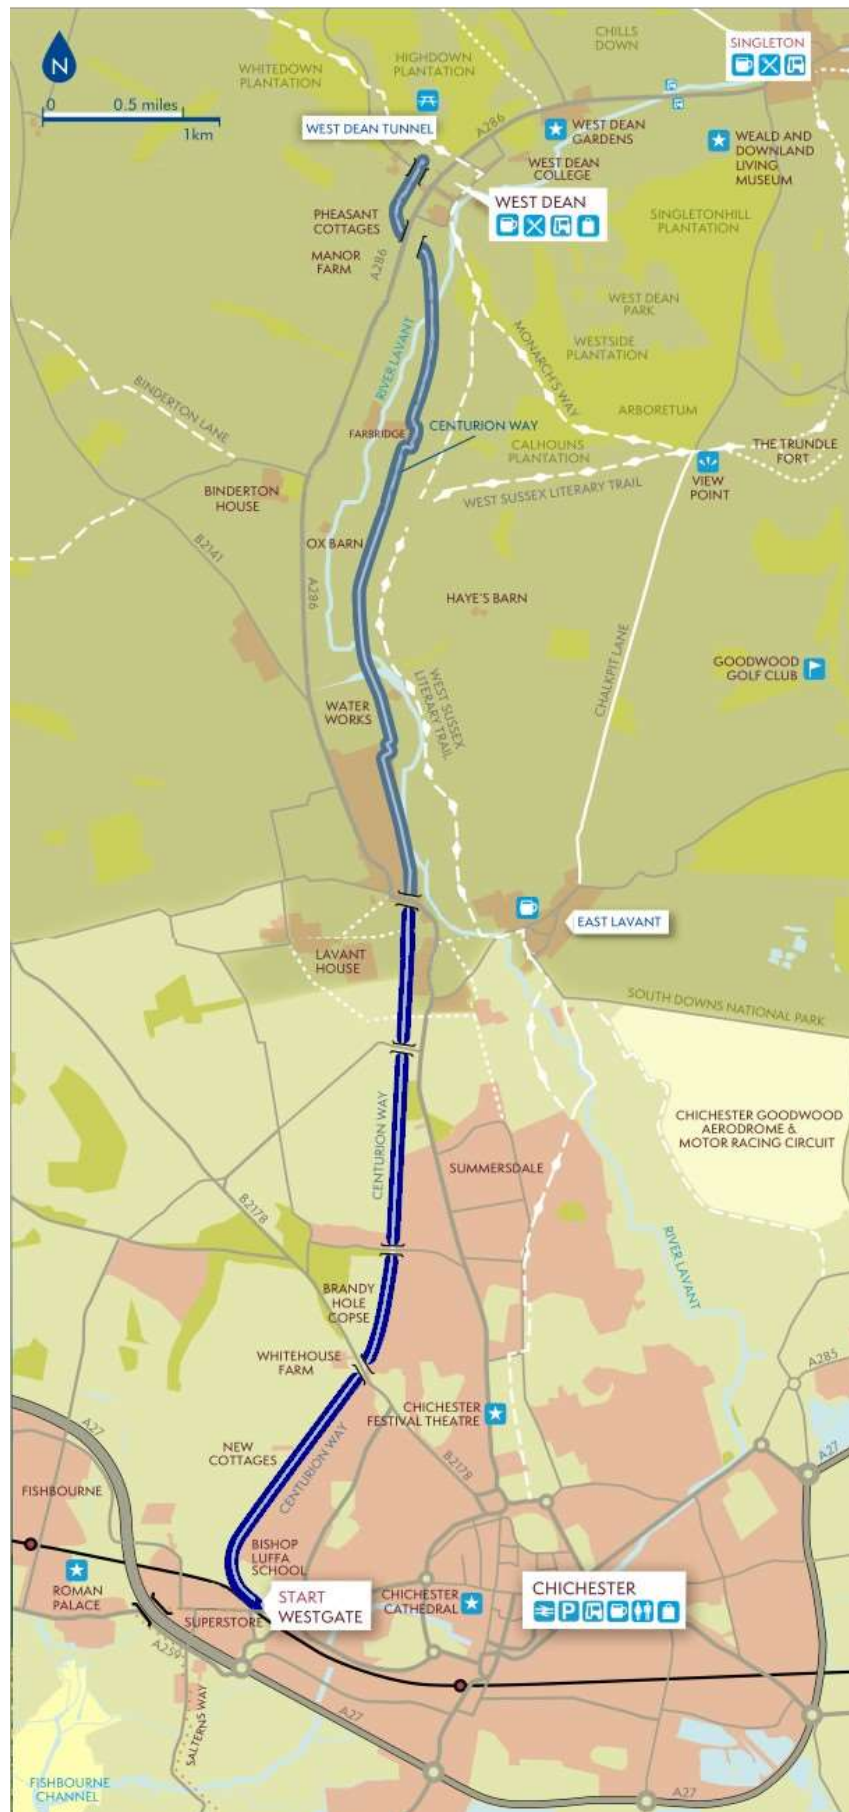 CHILLS
DOWN
SINGLETON
HIGHDOWN
PLANTATION
WHITEDOWN
PLANTATION
N
0
0.5 miles
1km
WEST DEAN TUNNEL
A286
WEST DEAN
GARDENS
WEALD AND
DOWNLAND
LIVING
MUSEUM
WEST DEAN
COLLEGE
WEST DEAN
PHEASANT
COTTAGES
SINGLETONHILL
PLANTATION
MANOR
FARM
A286
WEST DEAN
PARK
RIVER LAVANT
MONARCH'S WAY
WESTSIDE
PLANTATION
BINDERTON LANE
ARBORETUM
FARBRIDGE
CENTURION WAY
CALHOUNS
PLANTATION
THE TRUNDLE
FORT
VIEW
POINT
WEST SUSSEX LITERARY TRAIL
BINDERTON
HOUSE
B2141
OX BARN
A286
HAYE'S BARN
CHALKPIT LANE
GOODWOOD
GOLF CLUB
WEST SUSSEX
LITERARY TRAIL
WATER
WORKS
EAST LAVANT
LAVANT
HOUSE
SOUTH DOWNS NATIONAL PARK
CENTURION WAY
CHICHESTER GOODWOOD
AERODROME &
MOTOR RACING CIRCUIT
SUMMERSDALE
B2178
RIVER LAVANT
BRANDY
HOLE
COPSE
WHITEHOUSE
FARM
A285
CHICHESTER
FESTIVAL THEATRE
A27
CENTURION WAY
NEW
COTTAGES
B2178
A27
FISHBOURNE
BISHOP
LUFFA
SCHOOL
ROMAN
PALACE
START
WESTGATE
CHICHESTER
CATHEDRAL
CHICHESTER
P
SUPERSTORE
A259
SALTERNS WAY
A27
FISHBOURNE
CHANNEL
A27